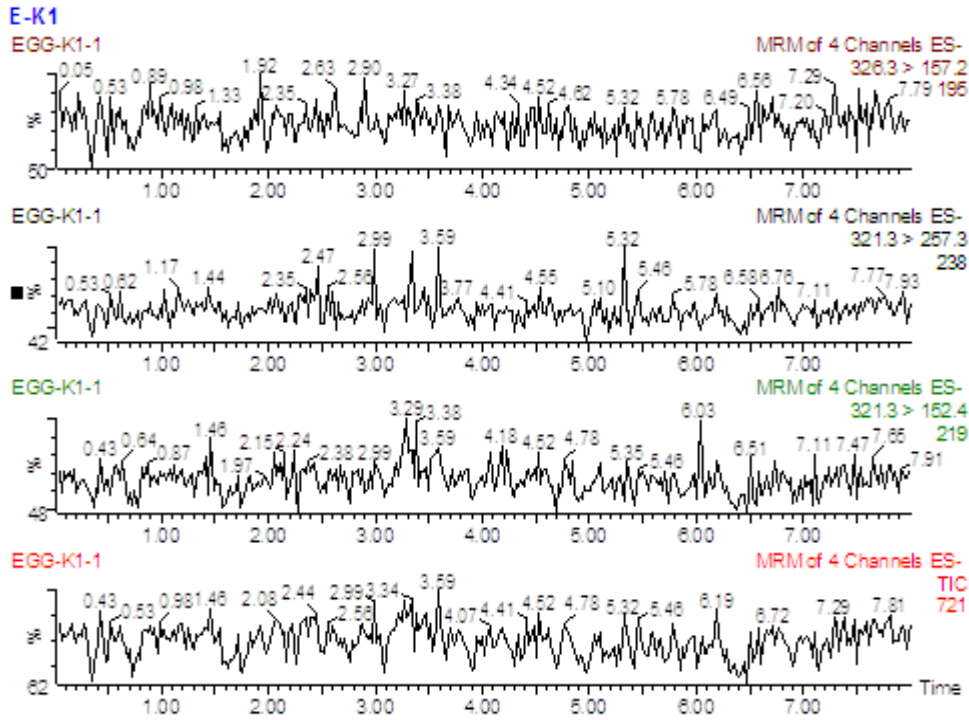 E-K1
EGG-K1-1 MRM of 4 Channels ES-
326.3 > 157.2
195
0.05 0.53 0.89 0.98 1.33 1.92 2.35 2.63 2.90 3.27 3.38 4.34 4.52 4.62 5.32 5.78 6.49 6.56 7.20 7.29 7.79
%
50
1.00 2.00 3.00 4.00 5.00 6.00 7.00
EGG-K1-1 MRM of 4 Channels ES-
321.3 > 257.3
238
0.53 0.62 1.17 1.44 2.35 2.47 2.56 2.99 3.59 3.77 4.41 4.55 5.10 5.32 5.46 5.78 6.58 6.76 7.11 7.77 7.93
%
42
1.00 2.00 3.00 4.00 5.00 6.00 7.00
EGG-K1-1 MRM of 4 Channels ES-
321.3 > 152.4
219
0.43 0.64 0.87 1.46 1.97 2.15 2.24 2.38 2.99 3.29 3.38 3.59 4.18 4.52 4.78 5.35 5.46 6.03 6.51 7.11 7.47 7.65 7.91
%
48
1.00 2.00 3.00 4.00 5.00 6.00 7.00
EGG-K1-1 MRM of 4 Channels ES-
TIC
721
0.43 0.53 0.98 1.46 2.08 2.44 2.56 2.99 3.34 3.59 4.07 4.41 4.52 4.78 5.32 5.46 6.19 6.72 7.29 7.81
%
62
Time
1.00 2.00 3.00 4.00 5.00 6.00 7.00